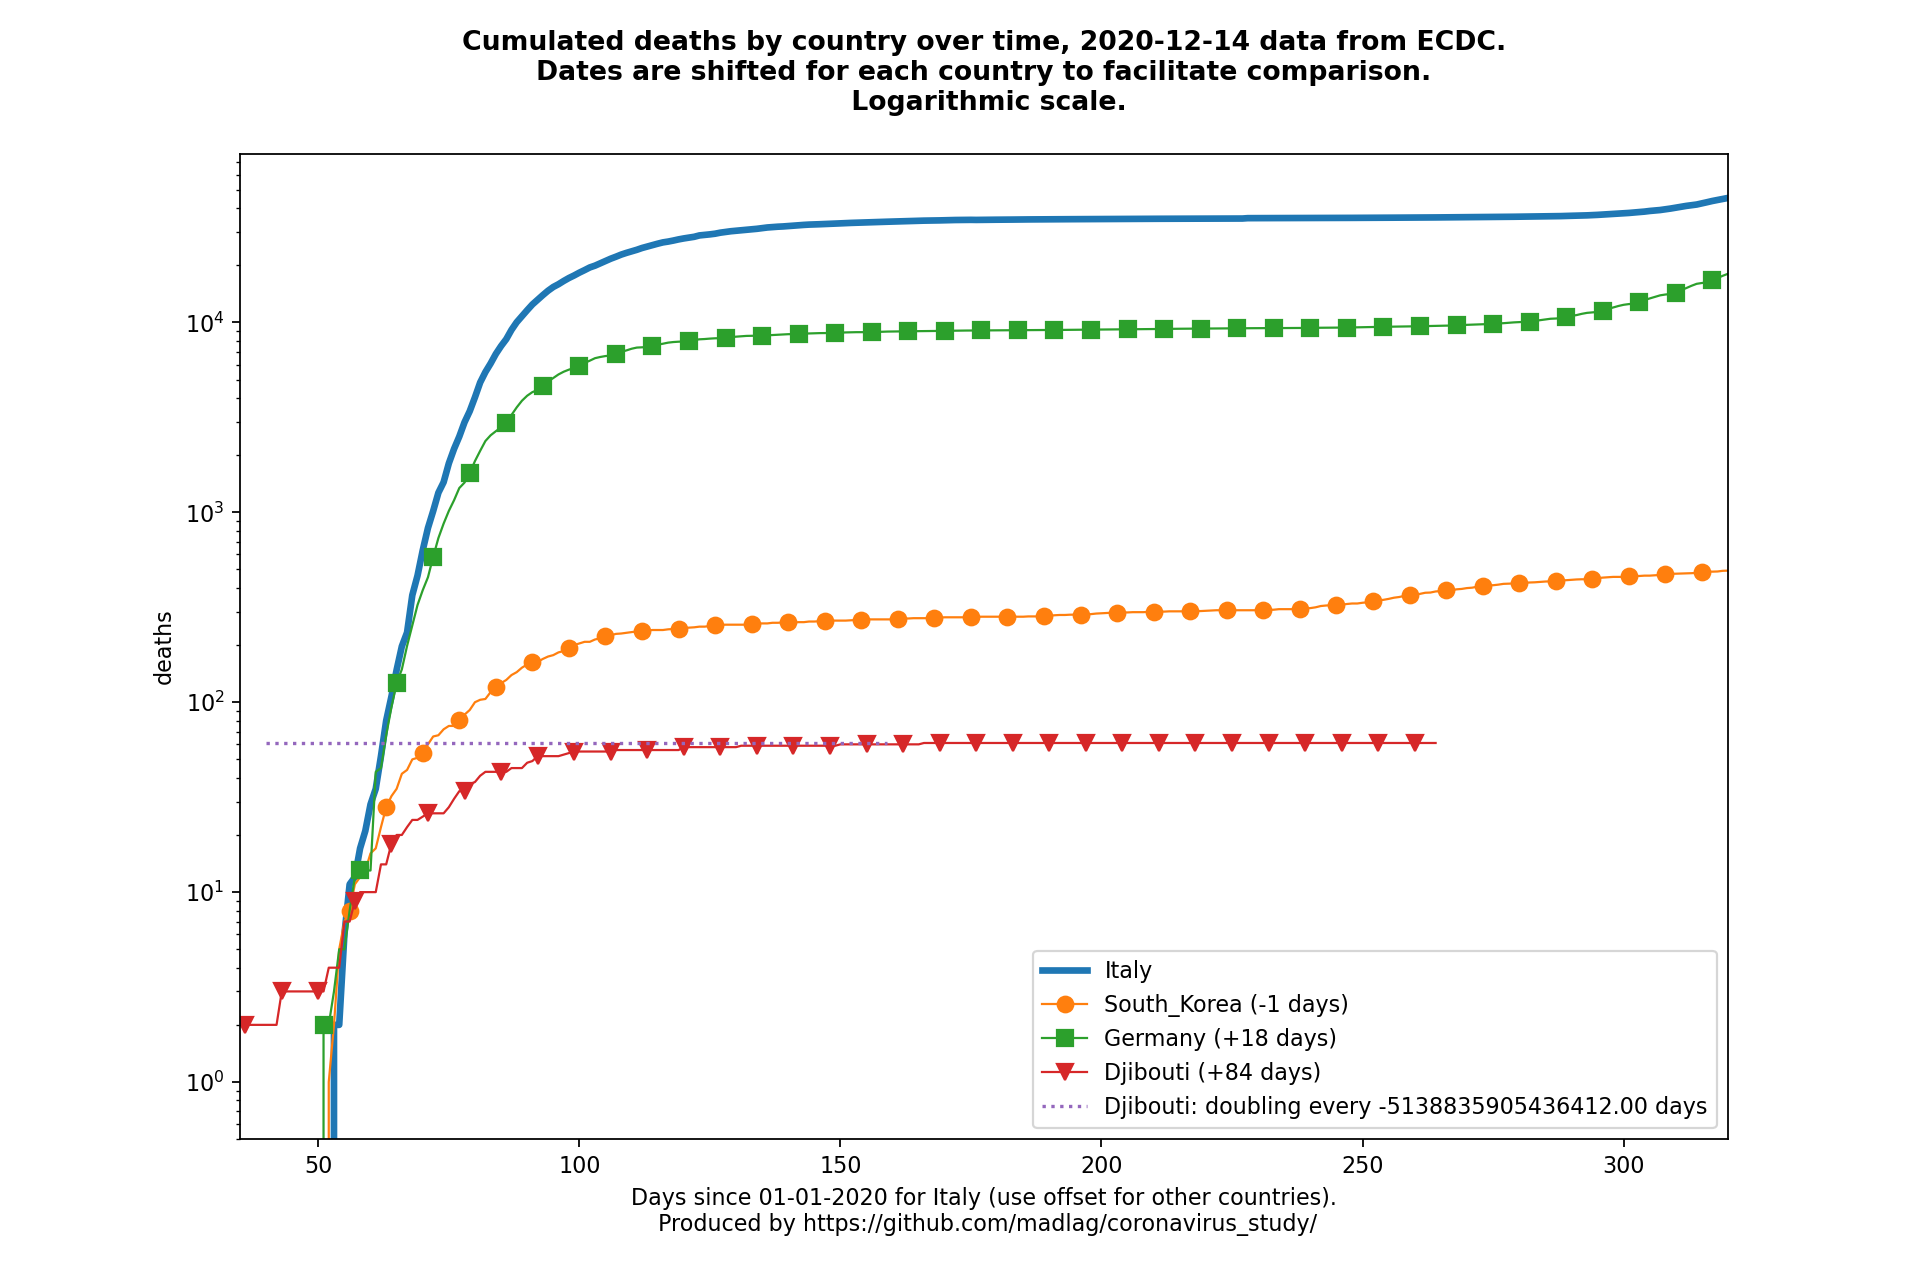 Cumulated deaths by country over time, 2020-12-14 data from ECDC.
Dates are shifted for each country to facilitate comparison.
Logarithmic scale.
deaths
10^4
10^3
10^2
10^1
10^0
50 100 150 200 250 300
Italy
South_Korea (-1 days)
Germany (+18 days)
Djibouti (+84 days)
Djibouti: doubling every -5138835905436412.00 days
Days since 01-01-2020 for Italy (use offset for other countries).
Produced by https://github.com/madlag/coronavirus_study/